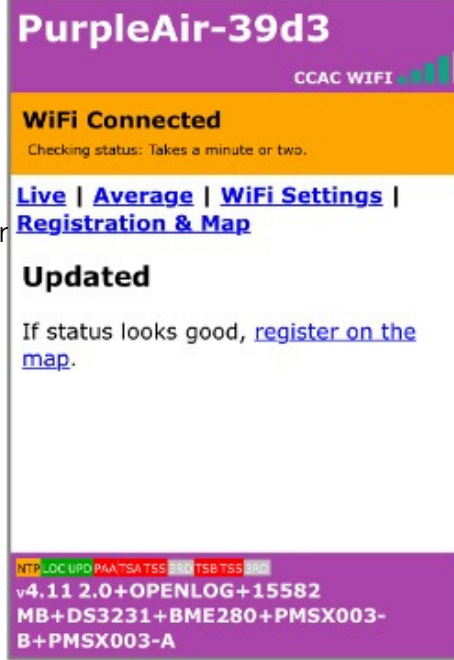 PurpleAir-39d3
CCAC WIFI
WiFi Connected
Checking status: Takes a minute or two.
Live | Average | WiFi Settings |
r
Registration & Map
Updated
If status looks good, register on the
map.
NTP LOC UPD PAA TSA TSS 3RD TSB TSS 3RD
v4.11 2.0+OPENLOG+15582
MB+DS3231+BME280+PMSX003-
B+PMSX003-A